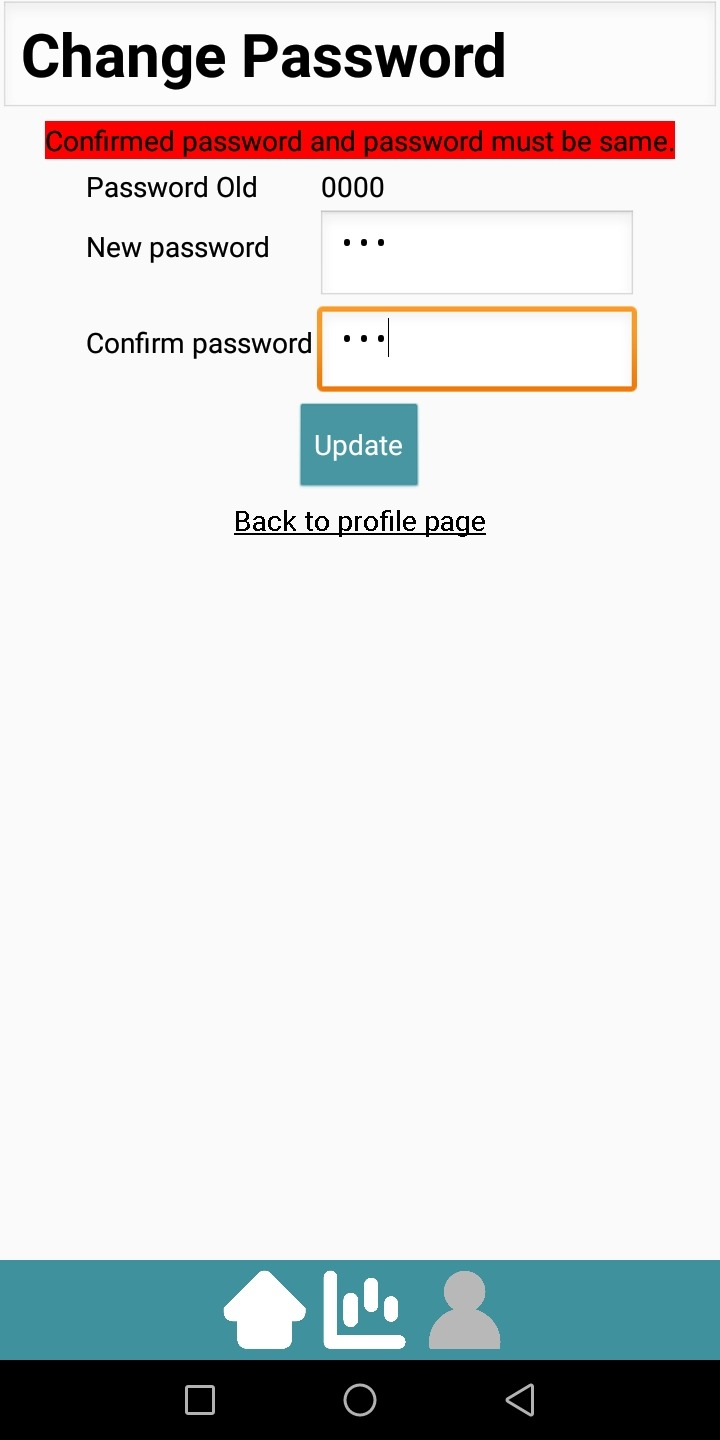 Change Password
Confirmed password and password must be same.
Password Old 0000
New password •••
Confirm password •••
Update
Back to profile page